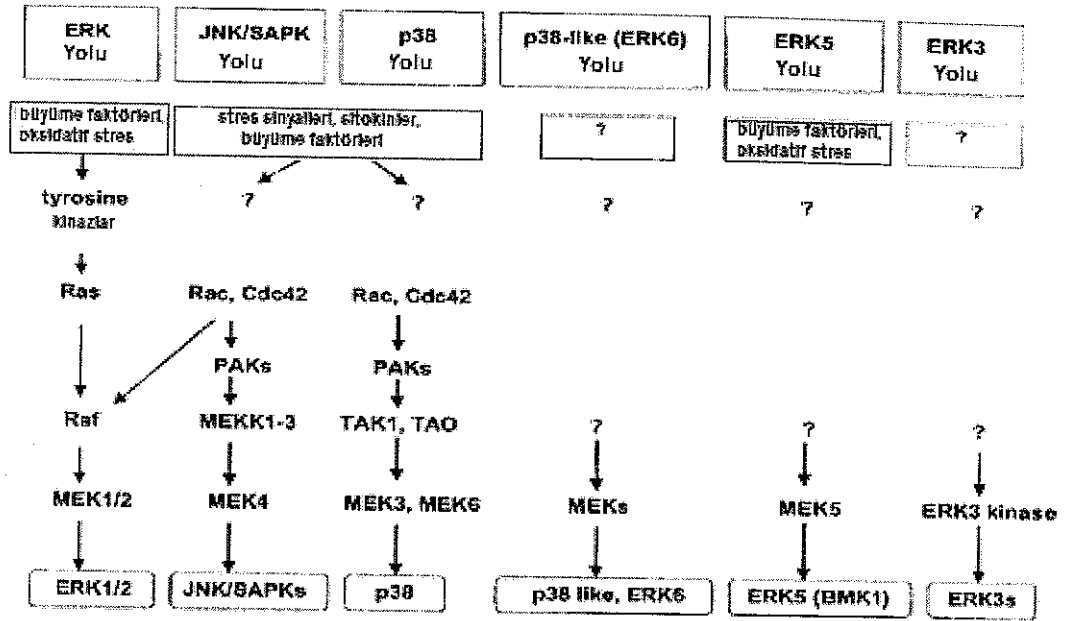 ERK JNK/SAPK p38 p38-like (ERK6) ERK5 ERK3
Yolu Yolu Yolu Yolu Yolu Yolu
büyüme faktörleri, stres sinyalleri, sitokinler, ? büyüme faktörleri, ?
oksidatif stres büyüme faktörleri oksidatif stres
tyrosine ? ? ? ? ?
kinazlar
Ras Rac, Cdc42 Rac, Cdc42
PAKs PAKs
Raf MEKK1-3 TAK1, TAO ? ? ?
MEK1/2 MEK4 MEK3, MEK6 MEKs MEK5 ERK3 kinase
ERK1/2 JNK/SAPKs p38 p38 like, ERK6 ERK5 (BMK1) ERK3s